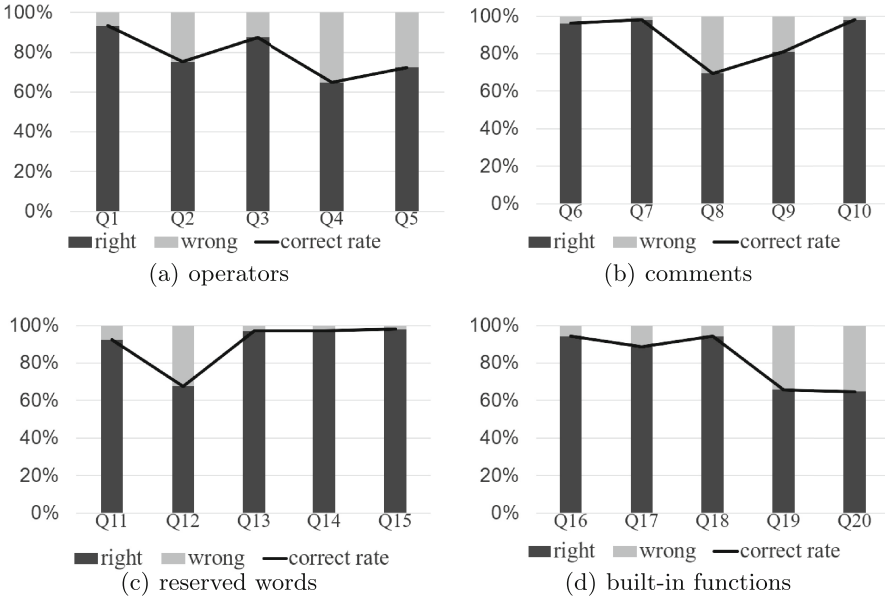 100%
80%
60%
40%
20%
0%
Q1 Q2 Q3 Q4 Q5
right wrong correct rate
(a) operators
100%
80%
60%
40%
20%
0%
Q6 Q7 Q8 Q9 Q10
right wrong correct rate
(b) comments
100%
80%
60%
40%
20%
0%
Q11 Q12 Q13 Q14 Q15
right wrong correct rate
(c) reserved words
100%
80%
60%
40%
20%
0%
Q16 Q17 Q18 Q19 Q20
right wrong correct rate
(d) built-in functions